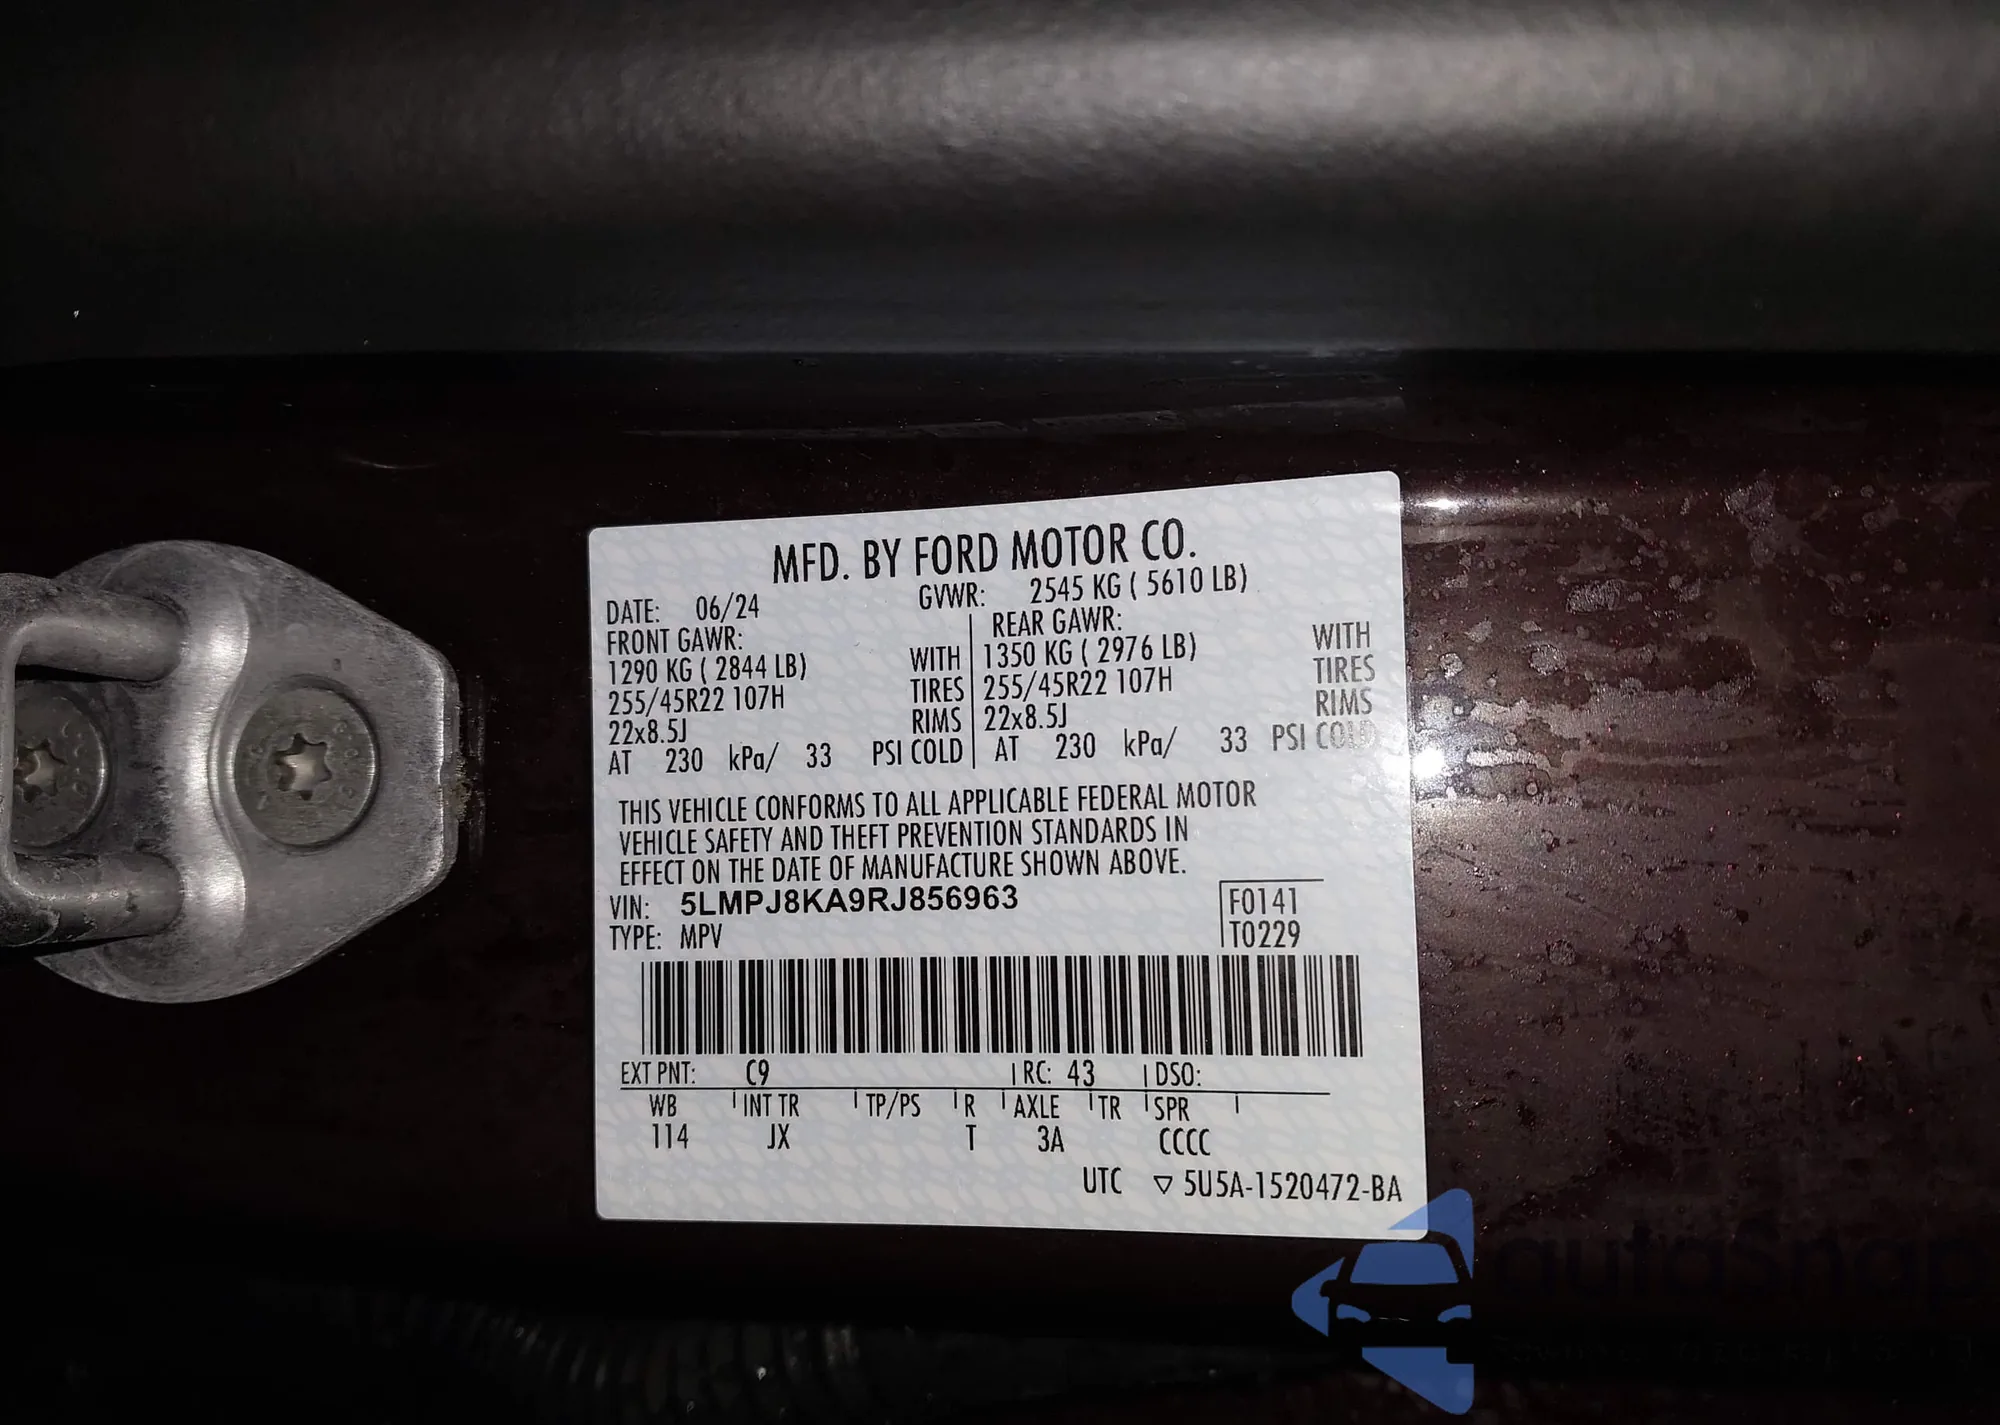 MFD. BY FORD MOTOR CO.
DATE: 06/24 GVWR: 2545 KG ( 5610 LB)
FRONT GAWR: REAR GAWR:
1290 KG ( 2844 LB) WITH 1350 KG ( 2976 LB) WITH
255/45R22 107H TIRES 255/45R22 107H TIRES
22x8.5J RIMS 22x8.5J RIMS
AT 230 kPa/ 33 PSI COLD AT 230 kPa/ 33 PSI COLD
THIS VEHICLE CONFORMS TO ALL APPLICABLE FEDERAL MOTOR
VEHICLE SAFETY AND THEFT PREVENTION STANDARDS IN
EFFECT ON THE DATE OF MANUFACTURE SHOWN ABOVE.
VIN: 5LMPJ8KA9RJ856963 F0141
TYPE: MPV T0229
EXT PNT: C9 RC: 43 DSO:
WB INT TR TP/PS R AXLE TR SPR
114 JX T 3A CCCC
UTC ▽ 5U5A-1520472-BA
autosnap